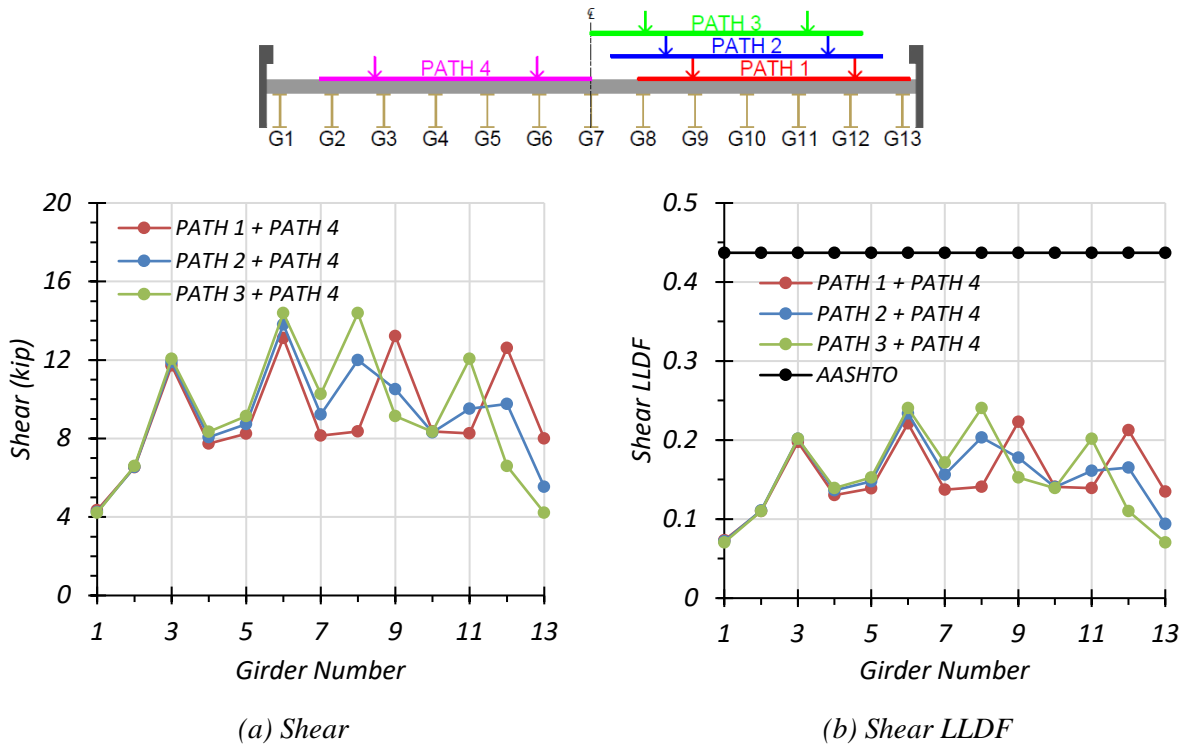 ℄
PATH 3
PATH 2
PATH 4 PATH 1
G1 G2 G3 G4 G5 G6 G7 G8 G9 G10 G11 G12 G13
Shear (kip)
20
16
12
8
4
0
PATH 1 + PATH 4
PATH 2 + PATH 4
PATH 3 + PATH 4
1 3 5 7 9 11 13
Girder Number
(a) Shear
Shear LLDF
0.5
0.4
0.3
0.2
0.1
0
PATH 1 + PATH 4
PATH 2 + PATH 4
PATH 3 + PATH 4
AASHTO
1 3 5 7 9 11 13
Girder Number
(b) Shear LLDF